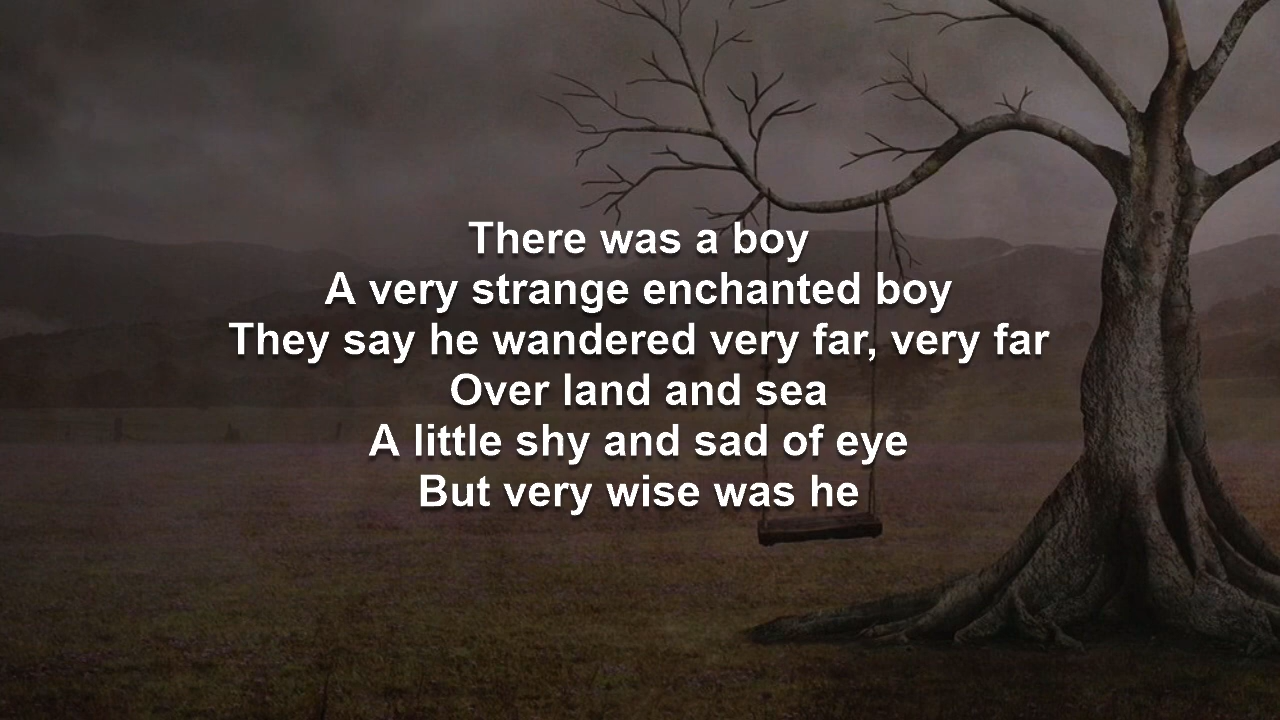 There was a boy
A very strange enchanted boy
They say he wandered very far, very far
Over land and sea
A little shy and sad of eye
But very wise was he